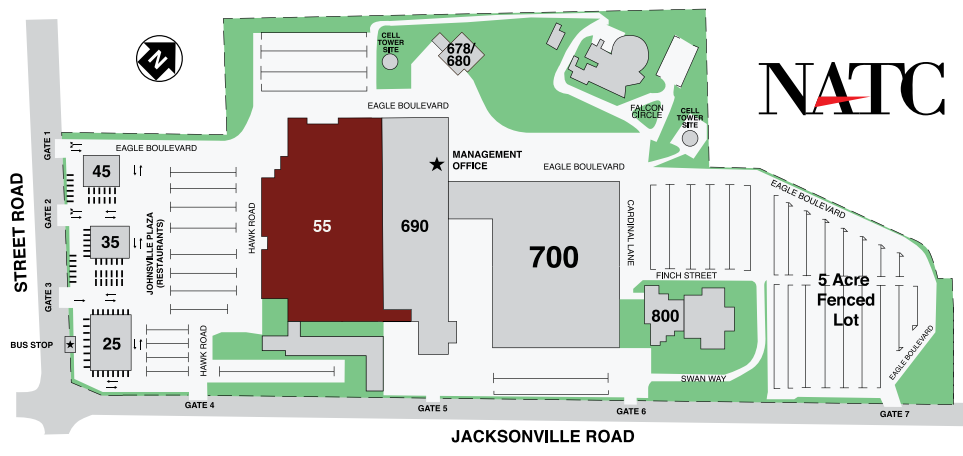 N
CELL
TOWER
SITE
678/
680
NATC
EAGLE BOULEVARD
FALCON
CIRCLE
CELL
TOWER
SITE
GATE 1
EAGLE BOULEVARD
MANAGEMENT
OFFICE
EAGLE BOULEVARD
45
EAGLE BOULEVARD
STREET ROAD
GATE 2
35
JOHNSVILLE PLAZA
(RESTAURANTS)
HAWK ROAD
55
690
700
CARDINAL LANE
FINCH STREET
5 Acre
Fenced
Lot
GATE 3
800
BUS STOP
25
HAWK ROAD
EAGLE BOULEVARD
SWAN WAY
GATE 4
GATE 5
GATE 6
GATE 7
JACKSONVILLE ROAD